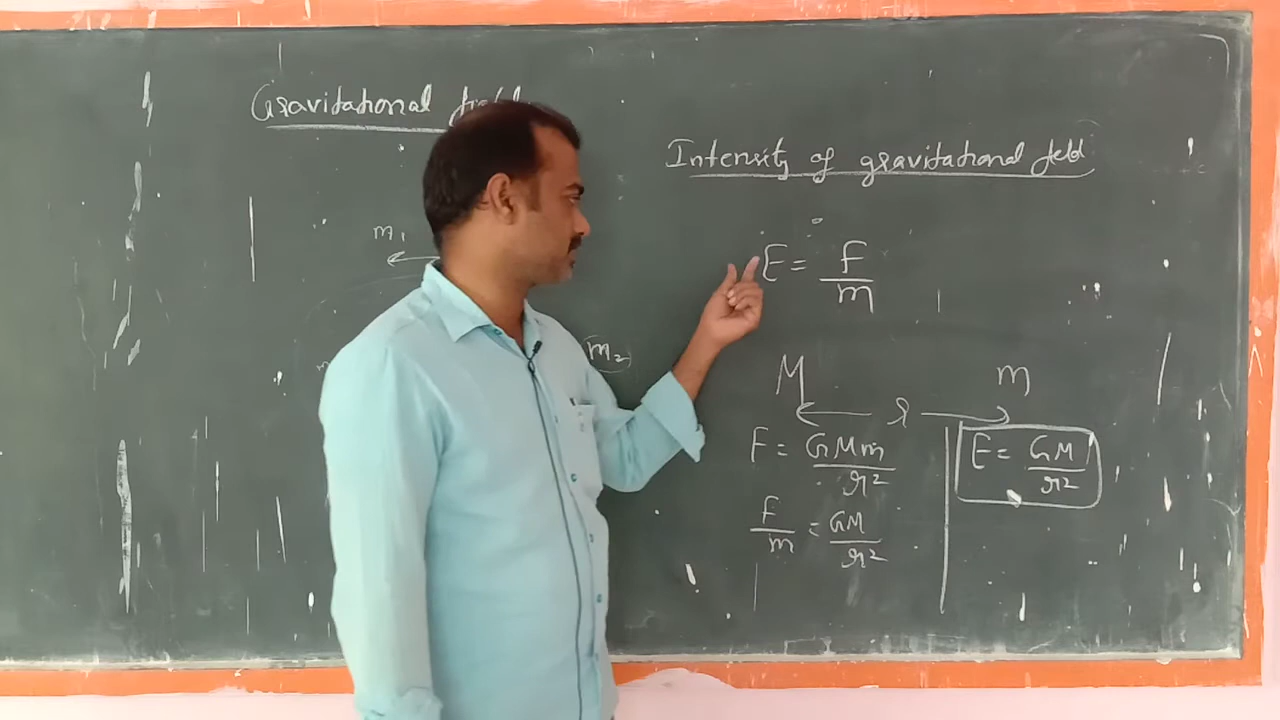 Gravitational field
m₁
m₂
Intensity of gravitational field
E = F/m
M m
r
F = GMm/r²
F/m = GM/r²
E = GM/r²